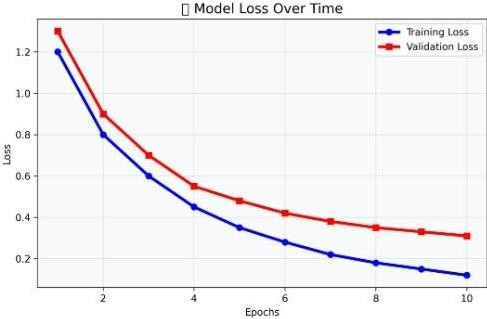 Model Loss Over Time
Training Loss
Validation Loss
Loss
1.2
1.0
0.8
0.6
0.4
0.2
2 4 6 8 10
Epochs